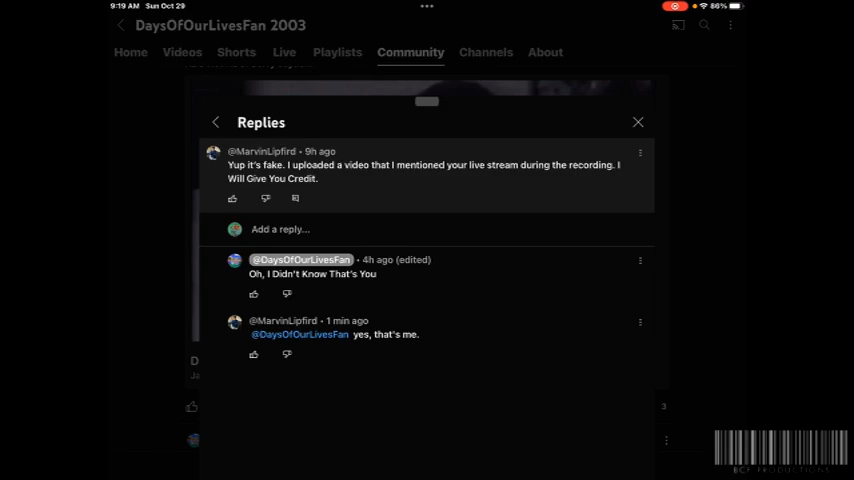 9:19 AM Sun Oct 29
86%
DaysOfOurLivesFan 2003
Home Videos Shorts Live Playlists Community Channels About
Replies
@MarvinLipfird • 9h ago
Yup it's fake. I uploaded a video that I mentioned your live stream during the recording. I
Will Give You Credit.
Add a reply...
@DaysOfOurLivesFan • 4h ago (edited)
Oh, I Didn't Know That's You
@MarvinLipfird • 1 min ago
@DaysOfOurLivesFan yes, that's me.
3
BCP PRODUCTIONS